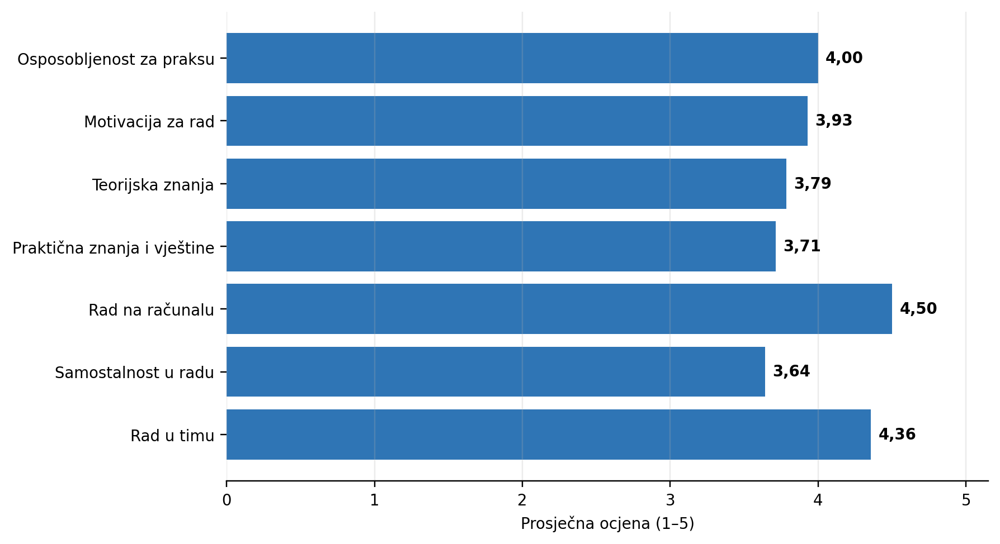 Osposobljenost za praksu 4,00
Motivacija za rad 3,93
Teorijska znanja 3,79
Praktična znanja i vještine 3,71
Rad na računalu 4,50
Samostalnost u radu 3,64
Rad u timu 4,36
0 1 2 3 4 5
Prosječna ocjena (1–5)